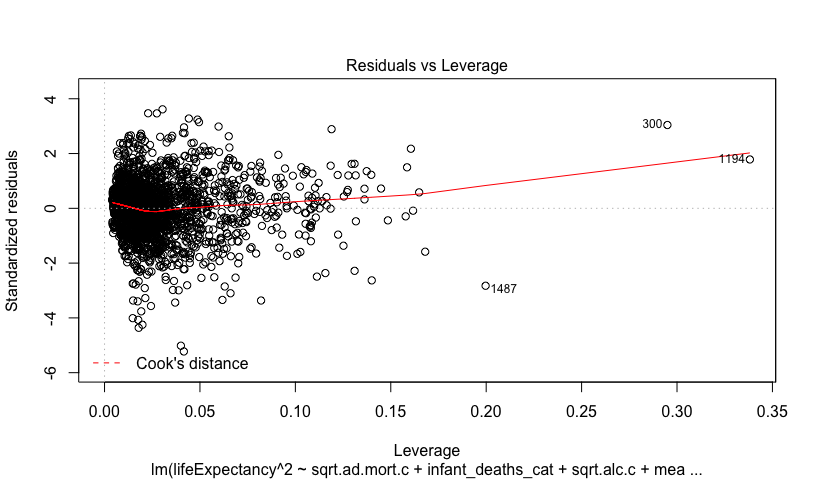 Residuals vs Leverage
Standardized residuals
4
2
0
-2
-4
-6
300
1194
1487
Cook's distance
0.00 0.05 0.10 0.15 0.20 0.25 0.30 0.35
Leverage
lm(lifeExpectancy^2 ~ sqrt.ad.mort.c + infant_deaths_cat + sqrt.alc.c + mea ...